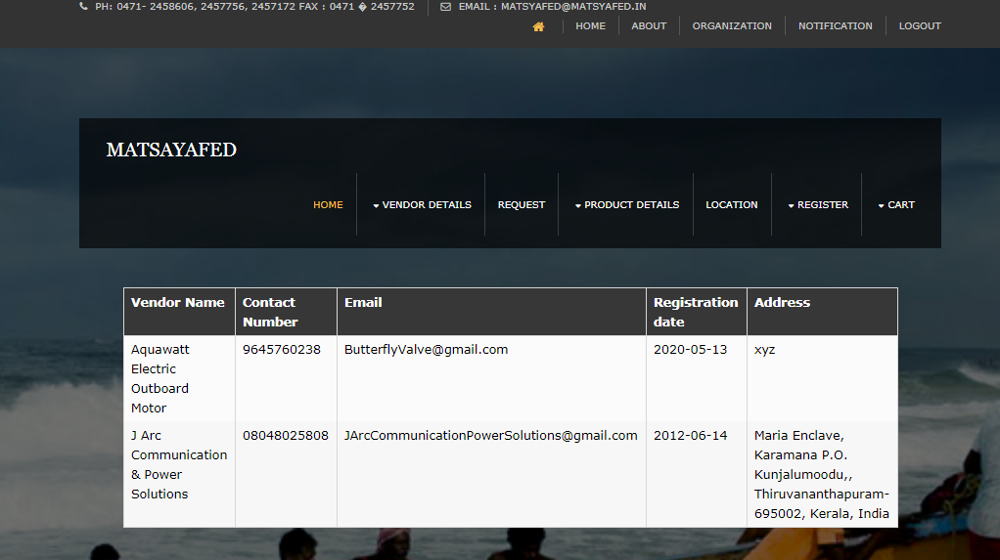 PH: 0471- 2458606, 2457756, 2457172 FAX : 0471 � 2457752
EMAIL : MATSYAFED@MATSYAFED.IN
HOME ABOUT ORGANIZATION NOTIFICATION LOGOUT
MATSAYAFED
HOME VENDOR DETAILS REQUEST PRODUCT DETAILS LOCATION REGISTER CART
Vendor Name
Contact
Number
Email
Registration
date
Address
Aquawatt
Electric
Outboard
Motor
9645760238
ButterflyValve@gmail.com
2020-05-13
xyz
J Arc
Communication
& Power
Solutions
08048025808
JArcCommunicationPowerSolutions@gmail.com
2012-06-14
Maria Enclave,
Karamana P.O.
Kunjalumoodu,,
Thiruvananthapuram-
695002, Kerala, India